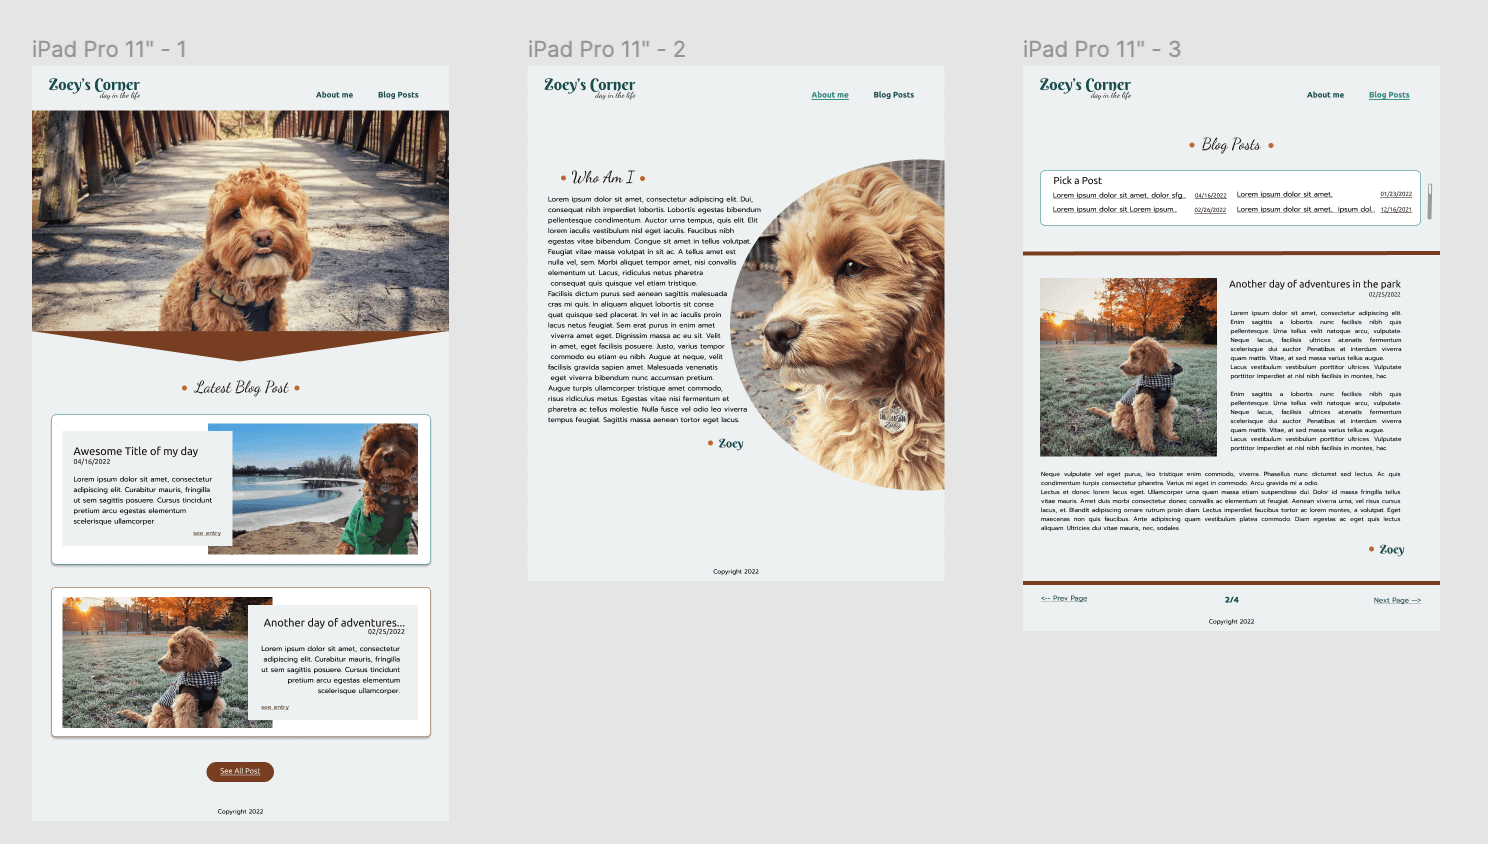 iPad Pro 11" - 1
Zoey's Corner
day in the life
About me
Blog Posts
Latest Blog Post
Awesome Title of my day
04/16/2022
Lorem ipsum dolor sit amet, consectetur
adipiscing elit. Curabitur mauris, fringilla
ut sem sagittis posuere. Cursus tincidunt
pretium arcu egestas elementum
scelerisque ullamcorper.
see entry
Another day of adventures...
02/25/2022
Lorem ipsum dolor sit amet, consectetur
adipiscing elit. Curabitur mauris, fringilla
ut sem sagittis posuere. Cursus tincidunt
pretium arcu egestas elementum
scelerisque ullamcorper.
see entry
See All Post
Copyright 2022
iPad Pro 11" - 2
Zoey's Corner
day in the life
About me
Blog Posts
Who Am I
Lorem ipsum dolor sit amet, consectetur adipiscing elit. Dui,
consequat nibh imperdiet lobortis. Lobortis egestas bibendum
pellentesque condimentum. Auctor urna tempus, quis elit. Elit
lorem iaculis vestibulum nisl eget iaculis. Faucibus nibh
egestas vitae bibendum. Congue sit amet in tellus volutpat.
Feugiat vitae massa volutpat in sit ac. A tellus amet est
nulla vel, sem. Morbi aliquet tempor amet, nisi convallis
elementum ut. Lacus, ridiculus netus pharetra
consequat quis quisque vel etiam tristique.
Facilisis dictum purus sed aenean sagittis malesuada
cras mi quis. In aliquam aliquet lobortis sit conse
quat quisque sed placerat. In vel in ac iaculis proin
lacus netus feugiat. Sem erat purus in enim amet
viverra amet eget. Dignissim massa ac eu sit. Velit
in amet, eget facilisis posuere. Justo, varius tempor
commodo eu etiam eu nibh. Augue at neque, velit
facilisis gravida sapien amet. Malesuada venenatis
eget viverra bibendum nunc accumsan pretium.
Augue turpis ullamcorper tristique amet commodo,
risus ridiculus metus. Egestas vitae nisi fermentum et
pharetra ac tellus molestie. Nulla fusce vel odio leo viverra
tempus feugiat. Sagittis massa aenean tortor eget lacus.
Zoey
Copyright 2022
iPad Pro 11" - 3
Zoey's Corner
day in the life
About me
Blog Posts
Blog Posts
Pick a Post
Lorem ipsum dolor sit amet, dolor sfg.. 04/16/2022
Lorem ipsum dolor sit amet, 01/23/2022
Lorem ipsum dolor sit Lorem ipsum.. 02/26/2022
Lorem ipsum dolor sit amet, ipsum dol.. 12/16/2021
Another day of adventures in the park
02/25/2022
Lorem ipsum dolor sit amet, consectetur adipiscing elit.
Enim sagittis a lobortis nunc facilisis nibh quis
pellentesque. Urna tellus velit natoque arcu, vulputate.
Neque lacus, facilisis ultrices at.enatis fermentum
scelerisque dui auctor. Penatibus at interdum viverra
quam mattis. Vitae, at sed massa varius tellus augue.
Lacus vestibulum vestibulum porttitor ultrices. Vulputate
porttitor imperdiet at nisl nibh facilisis in montes, hac.
Enim sagittis a lobortis nunc facilisis nibh quis
pellentesque. Urna tellus velit natoque arcu, vulputate.
Neque lacus, facilisis ultrices at.enatis fermentum
scelerisque dui auctor. Penatibus at interdum viverra
quam mattis. Vitae, at sed massa varius tellus augue.
Lacus vestibulum vestibulum porttitor ultrices. Vulputate
porttitor imperdiet at nisl nibh facilisis in montes, hac.
Neque vulputate vel eget purus, leo tristique enim commodo, viverra. Phasellus nunc dictumst sed lectus. Ac quis
condimentum turpis consectetur pharetra. Varius mi eget in commodo. Arcu gravida mi a odio.
Lectus et donec lorem lacus eget. Ullamcorper urna quam massa etiam suspendisse dui. Dolor id massa fringilla tellus
vitae mauris. Amet duis morbi consectetur donec convallis ac elementum ut feugiat. Aenean viverra urna, vel risus cursus
lacus, et. Blandit adipiscing ornare rutrum proin diam. Lectus imperdiet faucibus tortor ac lorem montes, a volutpat. Eget
maecenas non quis faucibus. Ante adipiscing quam vestibulum platea commodo. Diam egestas ac eget quis lectus
aliquam. Ultricies dui vitae mauris, nec, sodales.
Zoey
<-- Prev Page
2/4
Next Page -->
Copyright 2022